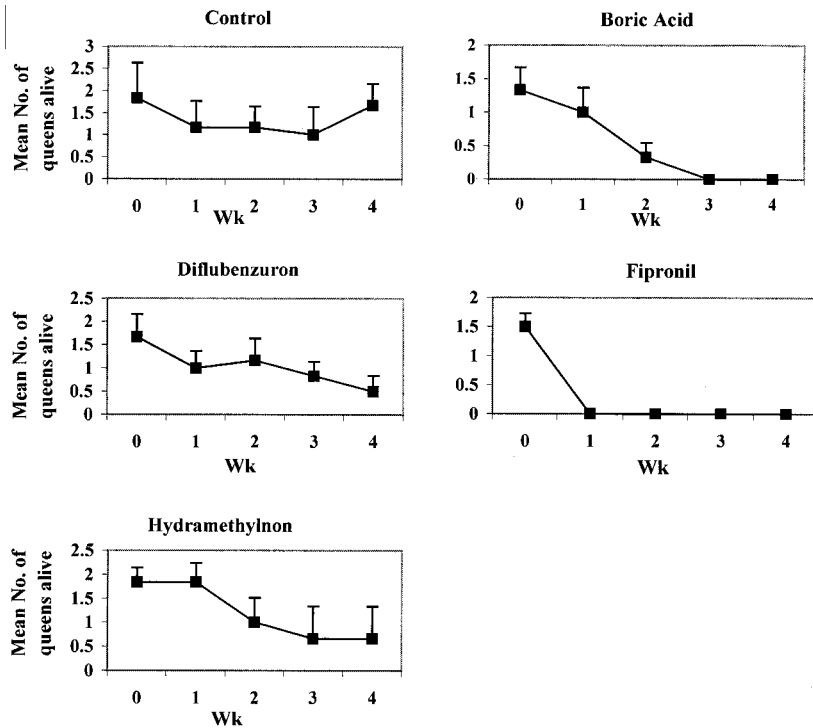 Control
Mean No. of
queens alive
3
2.5
2
1.5
1
0.5
0
0 1 2 3 4
Wk
Boric Acid
2
1.5
1
0.5
0
0 1 2 3 4
Wk
Diflubenzuron
Mean No. of
queens alive
2.5
2
1.5
1
0.5
0
0 1 2 3 4
Wk
Fipronil
2
1.5
1
0.5
0
0 1 2 3 4
Wk
Hydramethylnon
Mean No. of
queens alive
2.5
2
1.5
1
0.5
0
0 1 2 3 4
Wk